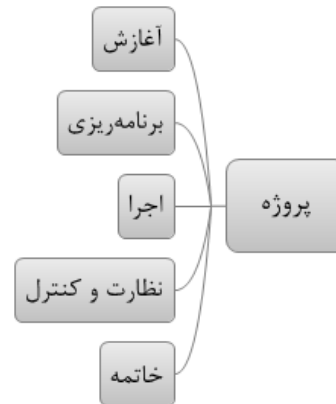 پروژه
آغازش
برنامه‌ریزی
اجرا
نظارت و کنترل
خاتمه